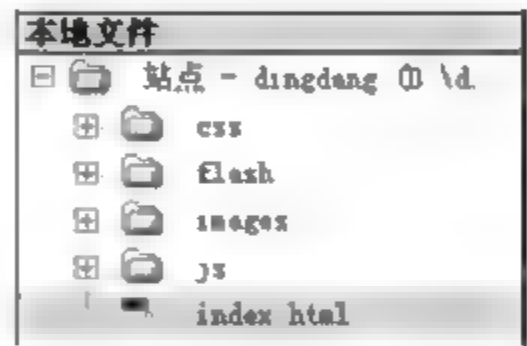 本地文件
站点 - dingdang (D \d.
css
flash
images
js
index html